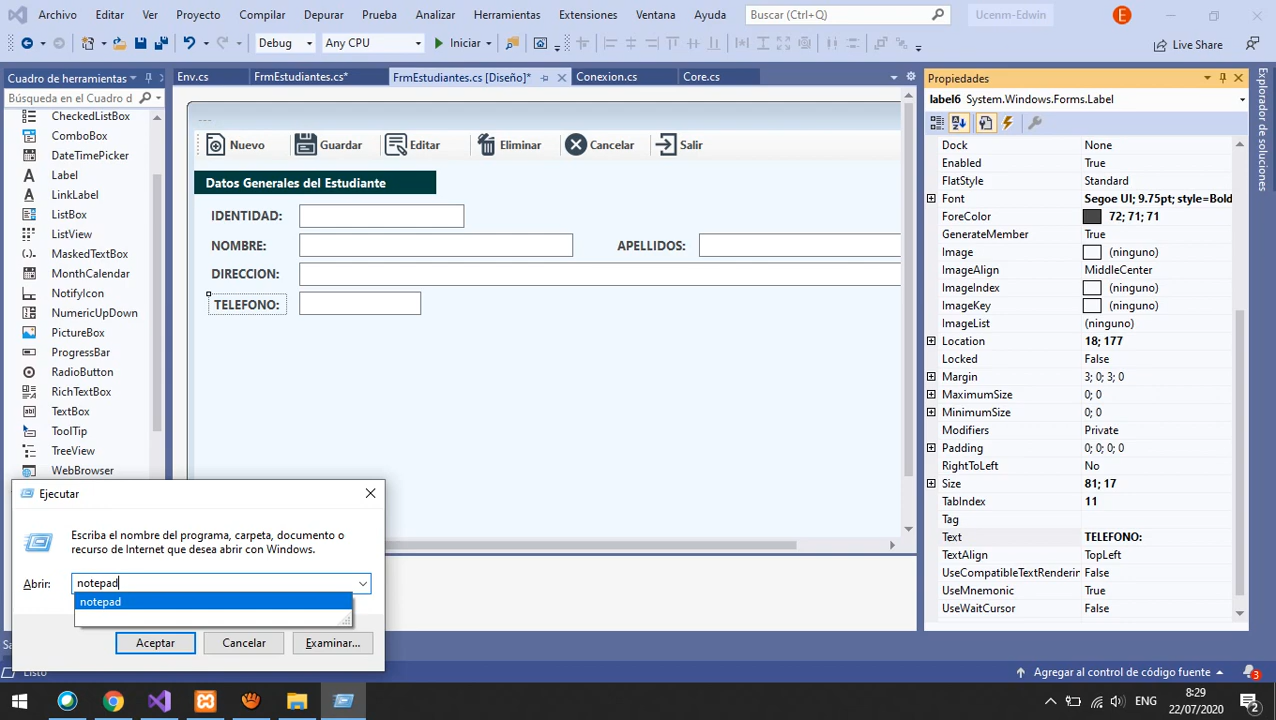 Archivo Editar Ver Proyecto Compilar Depurar Prueba Analizar Herramientas Extensiones Ventana Ayuda Buscar (Ctrl+Q) Ucenm-Edwin E
Debug Any CPU Iniciar Live Share
Cuadro de herramientas
Búsqueda en el Cuadro d
CheckedListBox
ComboBox
DateTimePicker
Label
LinkLabel
ListBox
ListView
MaskedTextBox
MonthCalendar
NotifyIcon
NumericUpDown
PictureBox
ProgressBar
RadioButton
RichTextBox
TextBox
ToolTip
TreeView
WebBrowser
Env.cs FrmEstudiantes.cs* FrmEstudiantes.cs [Diseño]* Conexion.cs Core.cs
...
Nuevo Guardar Editar Eliminar Cancelar Salir
Datos Generales del Estudiante
IDENTIDAD:
NOMBRE: APELLIDOS:
DIRECCION:
TELEFONO:
Propiedades
label6 System.Windows.Forms.Label
Dock None
Enabled True
FlatStyle Standard
Font Segoe UI; 9.75pt; style=Bold
ForeColor 72; 71; 71
GenerateMember True
Image (ninguno)
ImageAlign MiddleCenter
ImageIndex (ninguno)
ImageKey (ninguno)
ImageList (ninguno)
Location 18; 177
Locked False
Margin 3; 0; 3; 0
MaximumSize 0; 0
MinimumSize 0; 0
Modifiers Private
Padding 0; 0; 0; 0
RightToLeft No
Size 81; 17
TabIndex 11
Tag
Text TELEFONO:
TextAlign TopLeft
UseCompatibleTextRenderin False
UseMnemonic True
UseWaitCursor False
Explorador de soluciones
Ejecutar
Escriba el nombre del programa, carpeta, documento o
recurso de Internet que desea abrir con Windows.
Abrir: notepad
notepad
Aceptar Cancelar Examinar...
Listo
Agregar al control de código fuente 3
ENG
8:29
22/07/2020
2